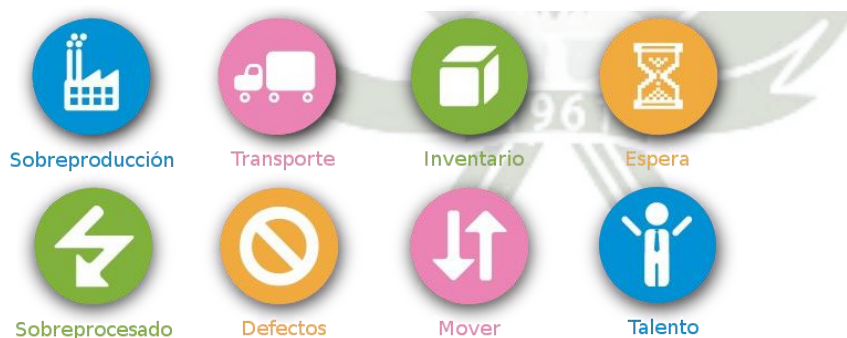 Sobreproducción
Transporte
Inventario
Espera
Sobreprocesado
Defectos
Mover
Talento